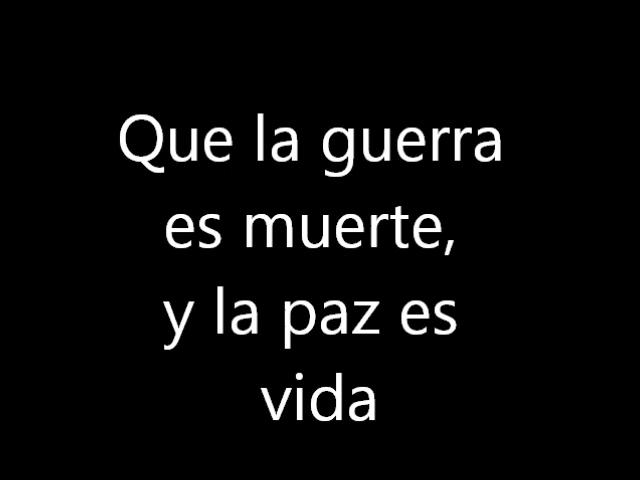 Que la guerra
es muerte,
y la paz es
vida